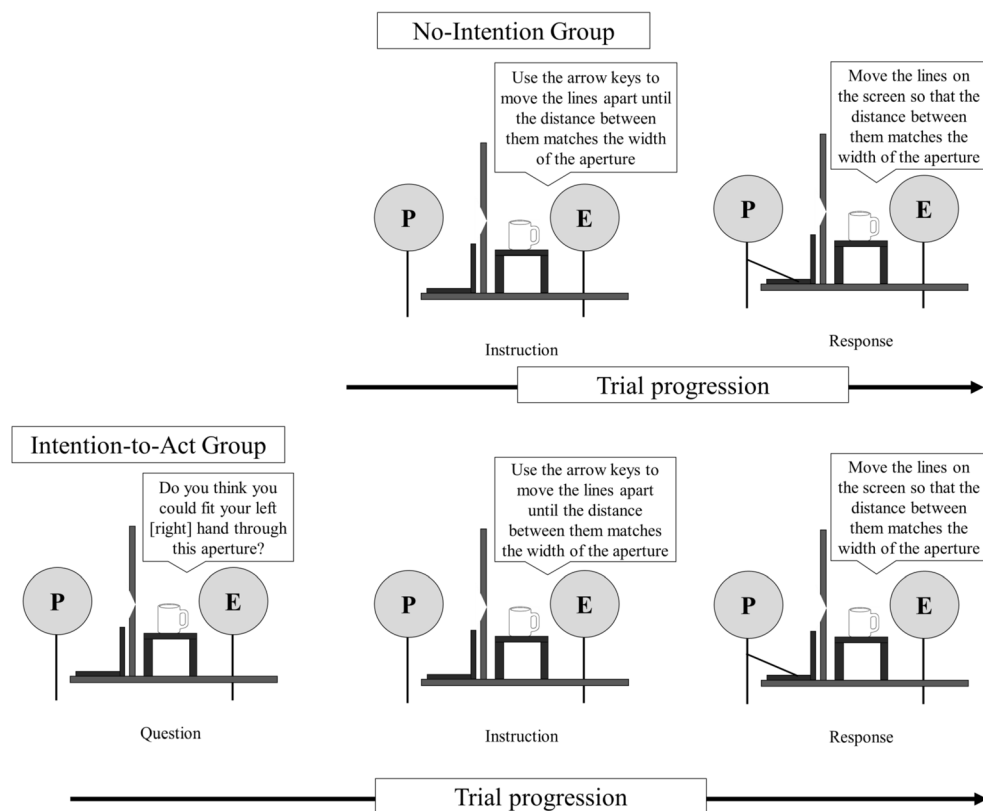 No-Intention Group
Use the arrow keys to
move the lines apart until
the distance between
them matches the width
of the aperture
P
E
Instruction
Move the lines on
the screen so that the
distance between
them matches the
width of the aperture
P
E
Response
Trial progression
Intention-to-Act Group
Do you think you
could fit your left
[right] hand through
this aperture?
P
E
Question
Use the arrow keys to
move the lines apart
until the distance
between them matches
the width of the aperture
P
E
Instruction
Move the lines on
the screen so that the
distance between
them matches the
width of the aperture
P
E
Response
Trial progression